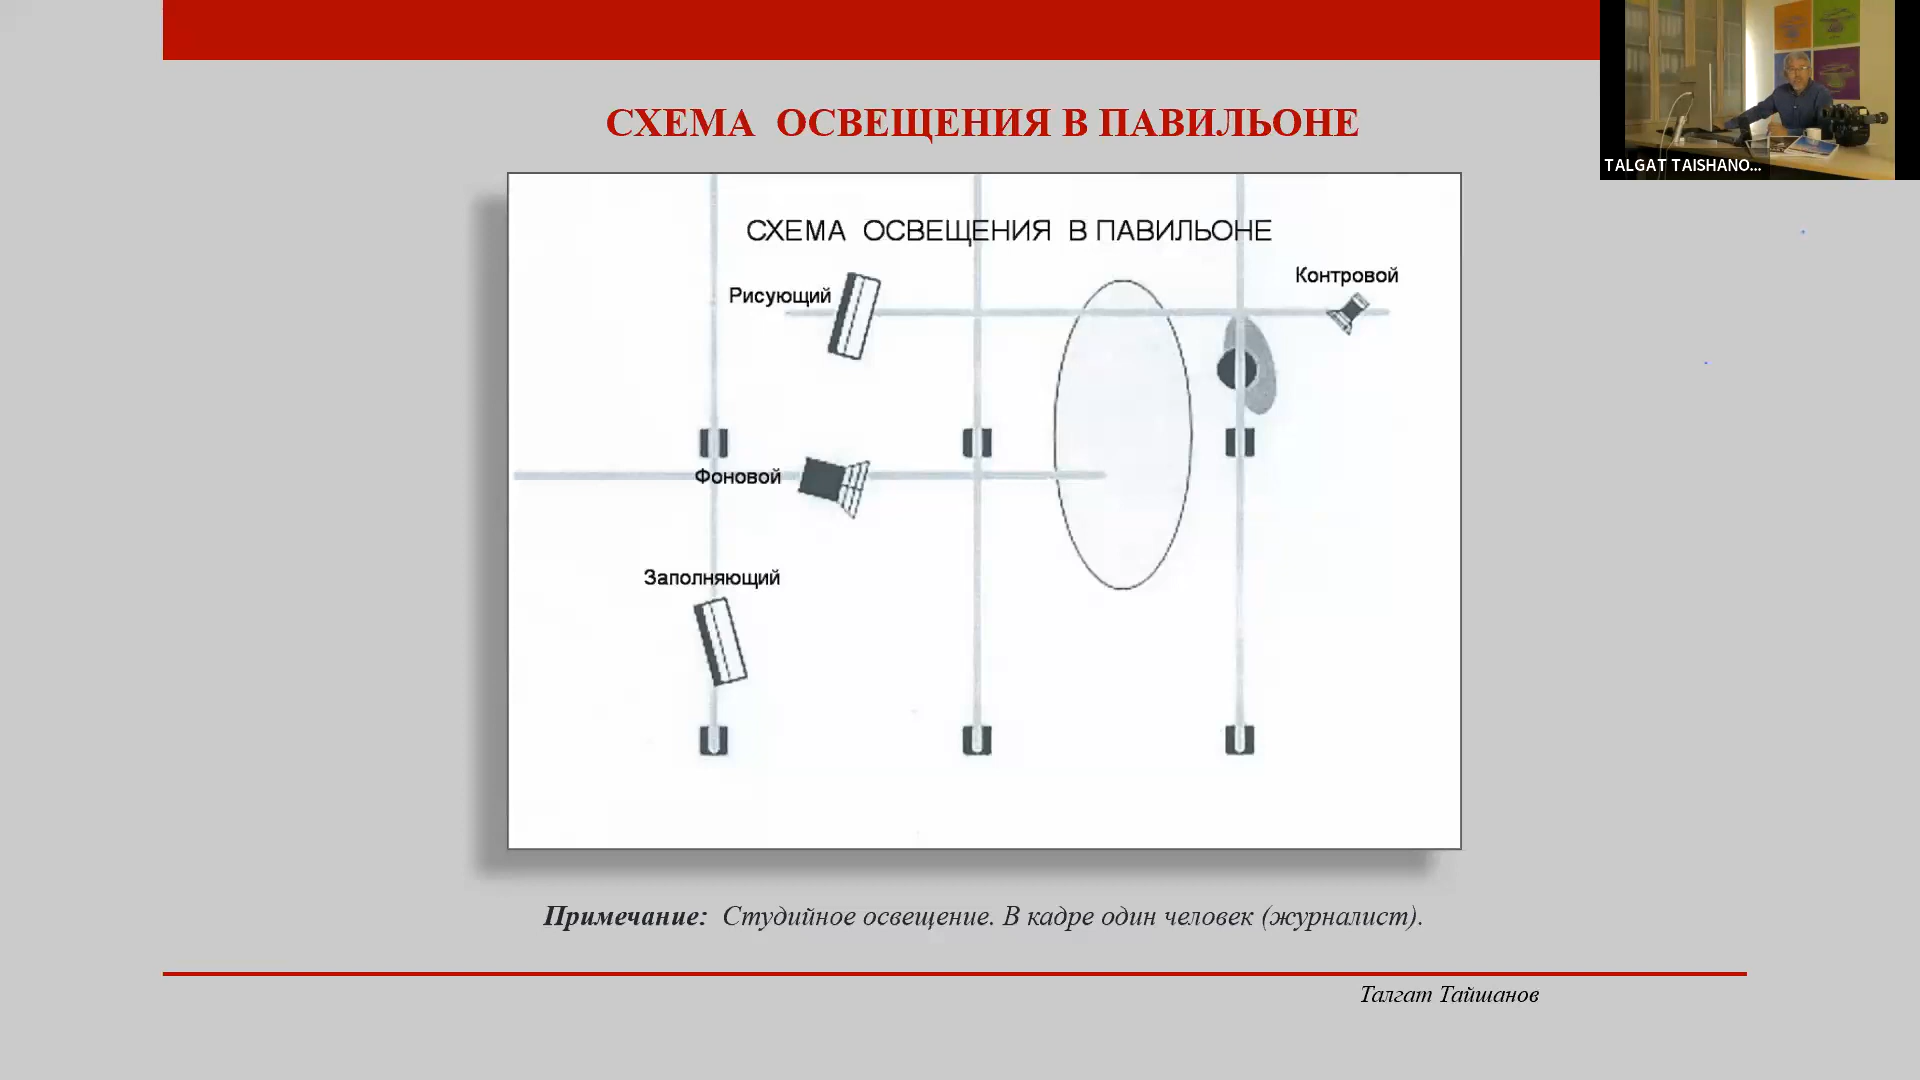 СХЕМА ОСВЕЩЕНИЯ В ПАВИЛЬОНЕ
TALGAT TAISHANO...
СХЕМА ОСВЕЩЕНИЯ В ПАВИЛЬОНЕ
Контровой
Рисующий
Фоновой
Заполняющий
Примечание: Студийное освещение. В кадре один человек (журналист).
Талгат Тайшанов